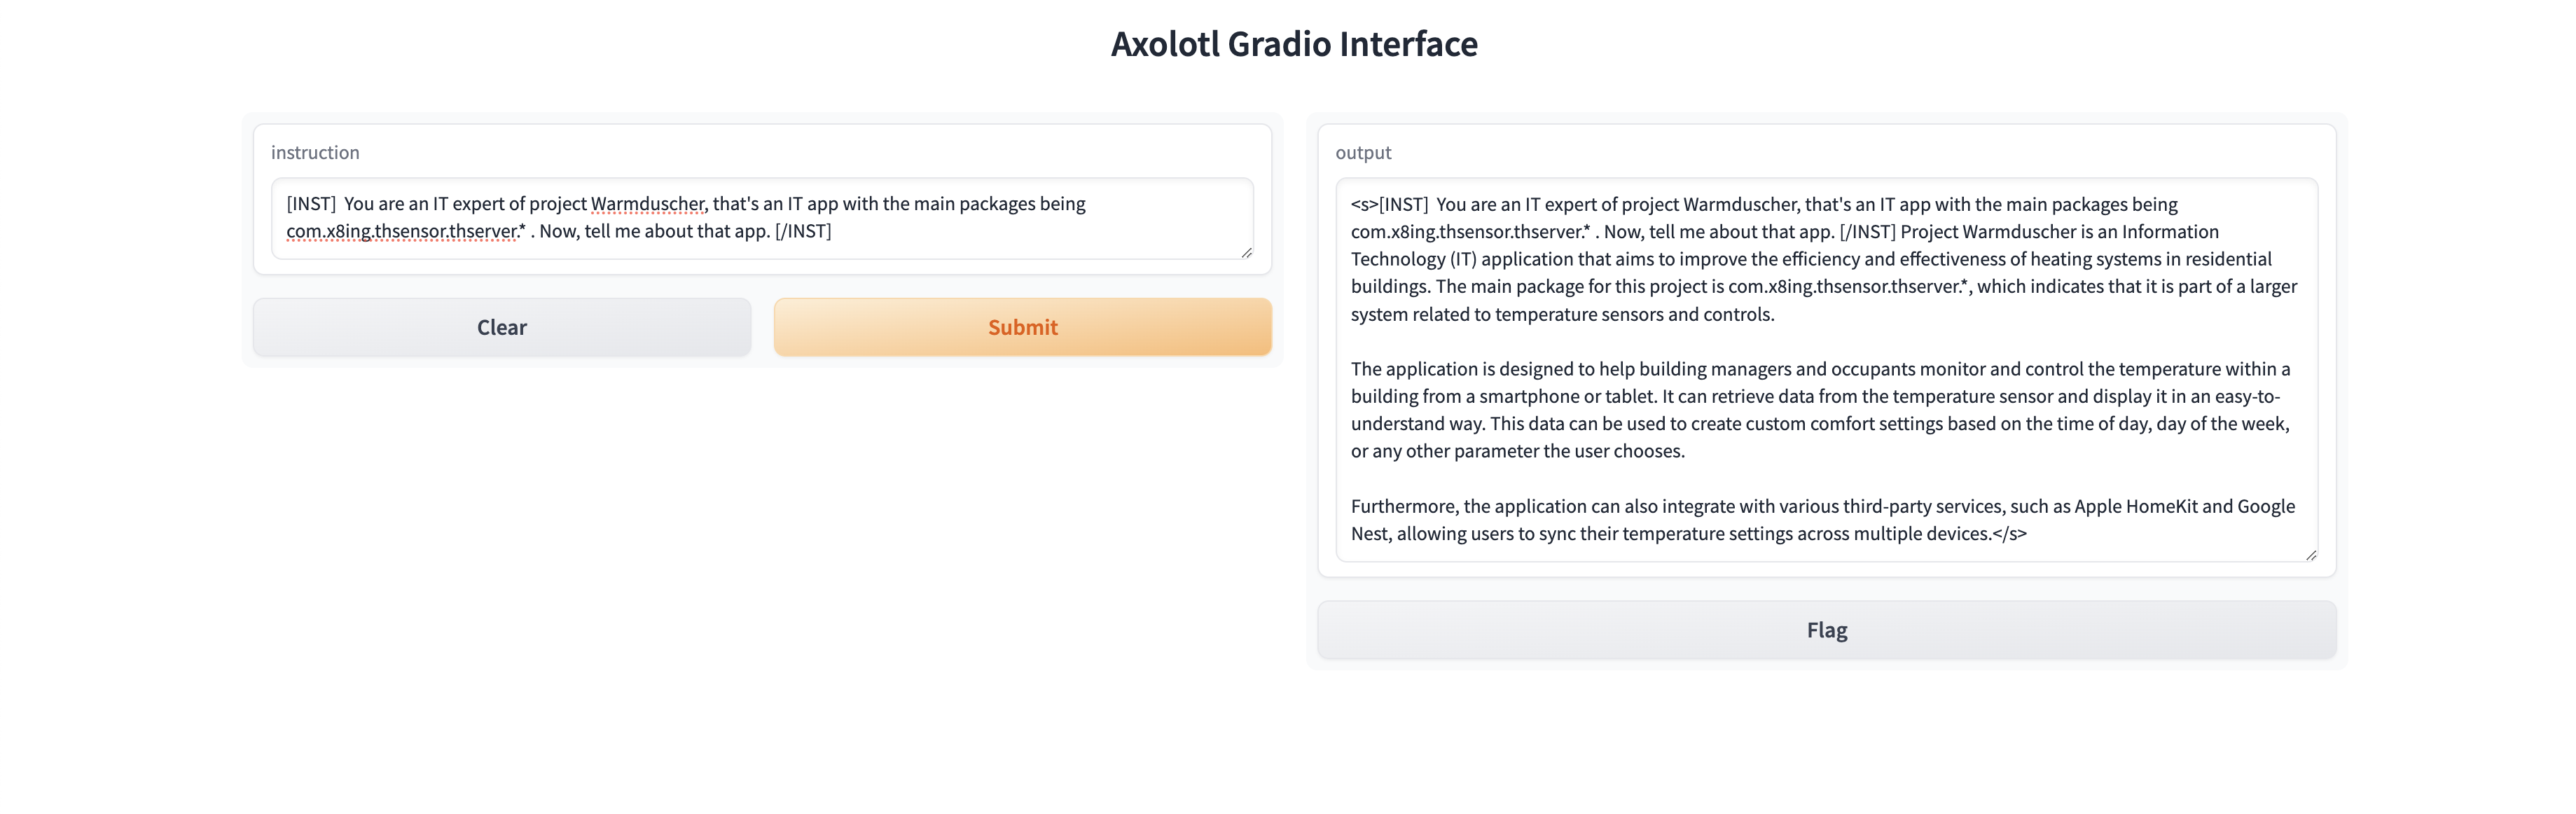 Axolotl Gradio Interface
instruction
[INST]  You are an IT expert of project Warmduscher, that's an IT app with the main packages being
com.x8ing.thsensor.thserver.* . Now, tell me about that app. [/INST]
Clear
Submit
output
<s>[INST]  You are an IT expert of project Warmduscher, that's an IT app with the main packages being
com.x8ing.thsensor.thserver.* . Now, tell me about that app. [/INST] Project Warmduscher is an Information
Technology (IT) application that aims to improve the efficiency and effectiveness of heating systems in residential
buildings. The main package for this project is com.x8ing.thsensor.thserver.*, which indicates that it is part of a larger
system related to temperature sensors and controls.
The application is designed to help building managers and occupants monitor and control the temperature within a
building from a smartphone or tablet. It can retrieve data from the temperature sensor and display it in an easy-to-
understand way. This data can be used to create custom comfort settings based on the time of day, day of the week,
or any other parameter the user chooses.
Furthermore, the application can also integrate with various third-party services, such as Apple HomeKit and Google
Nest, allowing users to sync their temperature settings across multiple devices.</s>
Flag